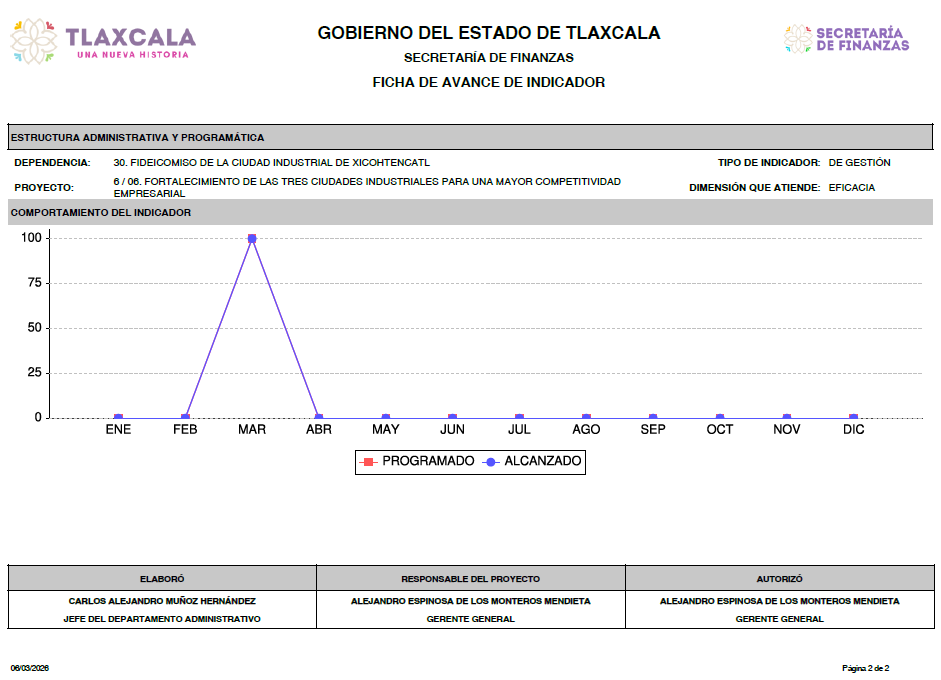 TLAXCALA
UNA NUEVA HISTORIA
GOBIERNO DEL ESTADO DE TLAXCALA
SECRETARÍA DE FINANZAS
FICHA DE AVANCE DE INDICADOR
SECRETARÍA
DE FINANZAS
ESTRUCTURA ADMINISTRATIVA Y PROGRAMÁTICA
DEPENDENCIA: 30. FIDEICOMISO DE LA CIUDAD INDUSTRIAL DE XICOHTENCATL TIPO DE INDICADOR: DE GESTIÓN
PROYECTO: 6 / 06. FORTALECIMIENTO DE LAS TRES CIUDADES INDUSTRIALES PARA UNA MAYOR COMPETITIVIDAD
EMPRESARIAL
DIMENSIÓN QUE ATIENDE: EFICACIA
COMPORTAMIENTO DEL INDICADOR
100
75
50
25
0
ENE FEB MAR ABR MAY JUN JUL AGO SEP OCT NOV DIC
PROGRAMADO ALCANZADO
ELABORÓ RESPONSABLE DEL PROYECTO AUTORIZÓ
CARLOS ALEJANDRO MUÑOZ HERNÁNDEZ ALEJANDRO ESPINOSA DE LOS MONTEROS MENDIETA ALEJANDRO ESPINOSA DE LOS MONTEROS MENDIETA
JEFE DEL DEPARTAMENTO ADMINISTRATIVO GERENTE GENERAL GERENTE GENERAL
06/03/2026 Página 2 de 2